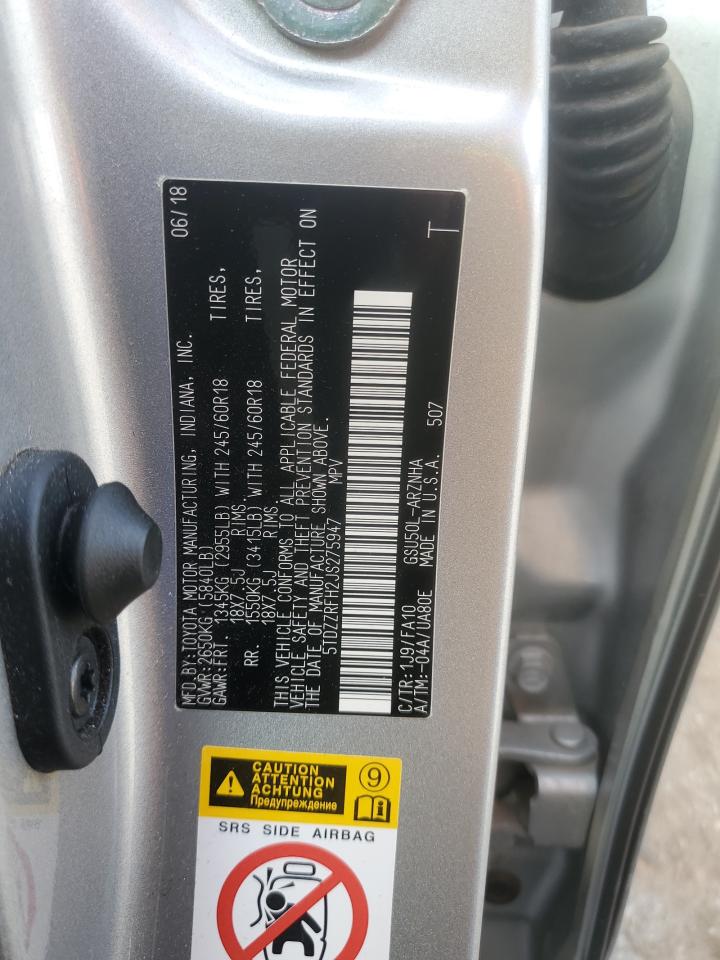 MFD.BY:TOYOTA MOTOR MANUFACTURING, INDIANA, INC. 06/18
GVWR:2650KG (5840LB)
GAWR:FRT. 1345KG (2955LB) WITH 245/60R18 TIRES,
18X7.5J RIMS
RR. 1550KG (3415LB) WITH 245/60R18 TIRES,
18X7.5J RIMS.
THIS VEHICLE CONFORMS TO ALL APPLICABLE FEDERAL MOTOR
VEHICLE SAFETY AND THEFT PREVENTION STANDARDS IN EFFECT ON
THE DATE OF MANUFACTURE SHOWN ABOVE.
5TDZZRFH2JS275947 MPV
C/TR:1J9/FA10 GSU50L-ARZNHA
A/TM:-04A/UA80E MADE IN U.S.A. 507
T
CAUTION
ATTENTION
ACHTUNG
Предупреждение
9
i
SRS SIDE AIRBAG